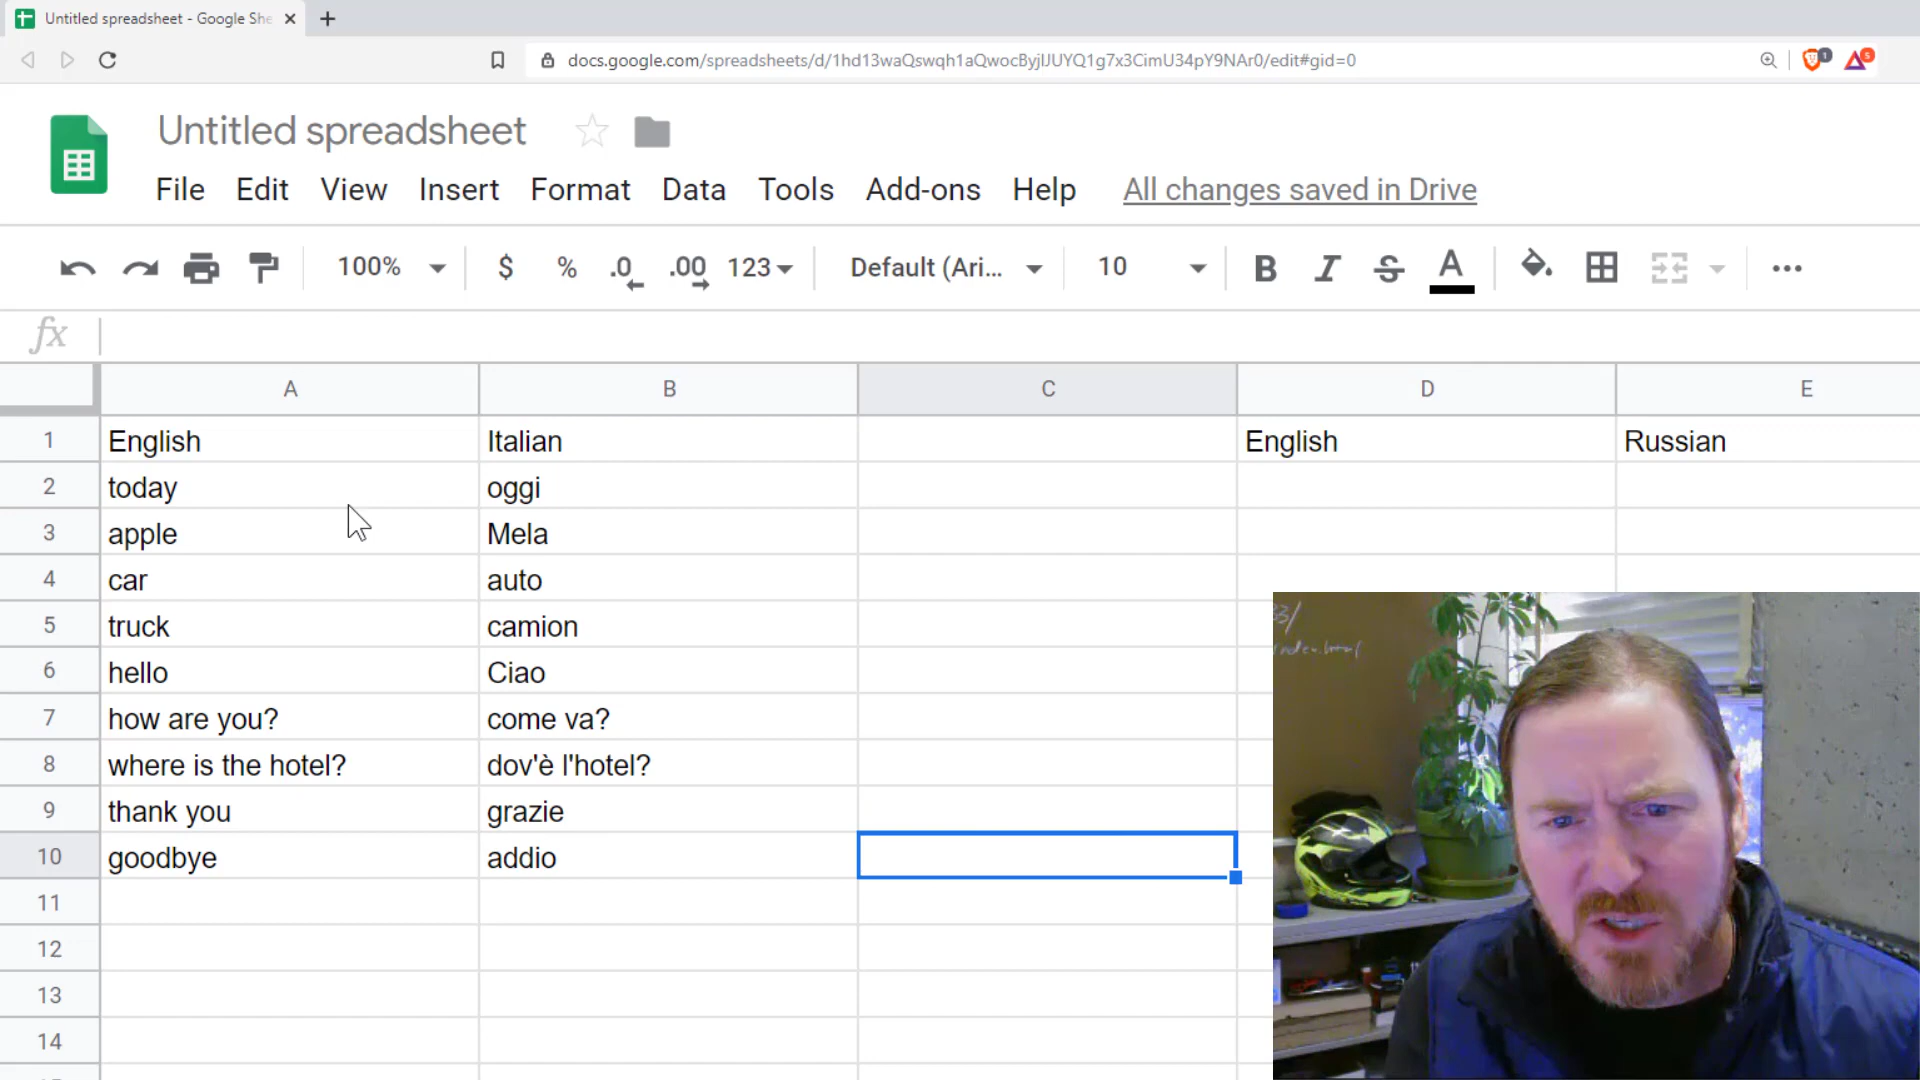 Untitled spreadsheet - Google She
docs.google.com/spreadsheets/d/1hd13waQswqh1aQwocByjlJUYQ1g7x3CimU34pY9NAr0/edit#gid=0
1
5
Untitled spreadsheet
File Edit View Insert Format Data Tools Add-ons Help All changes saved in Drive
100% $ % .0 .00 123 Default (Ari... 10 B I S A
fx
A B C D E
1 English Italian English Russian
2 today oggi
3 apple Mela
4 car auto
5 truck camion
6 hello Ciao
7 how are you? come va?
8 where is the hotel? dov'è l'hotel?
9 thank you grazie
10 goodbye addio
11
12
13
14